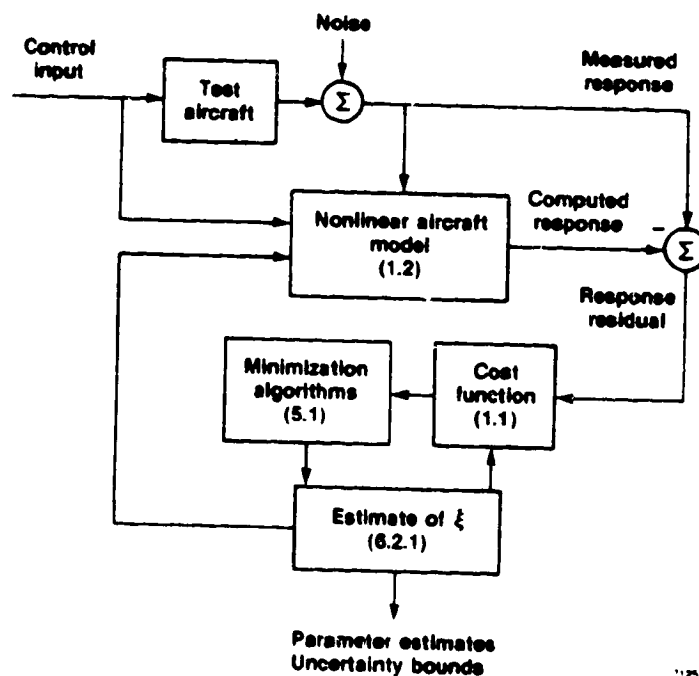 Noise
Control
input
Measured
response
Test
aircraft
Σ
Computed
response
Nonlinear aircraft
model
(1.2)
−
Σ
Response
residual
Minimization
algorithms
(5.1)
Cost
function
(1.1)
Estimate of ξ
(6.2.1)
Parameter estimates
Uncertainty bounds